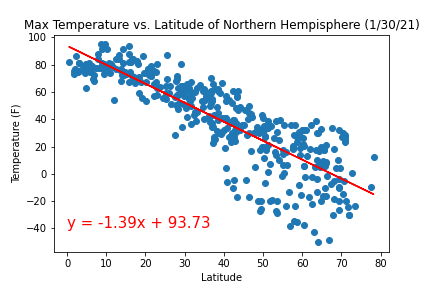 Max Temperature vs. Latitude of Northern Hempisphere (1/30/21)
100
80
60
40
20
0
−20
−40
Temperature (F)
y = -1.39x + 93.73
0 10 20 30 40 50 60 70 80
Latitude